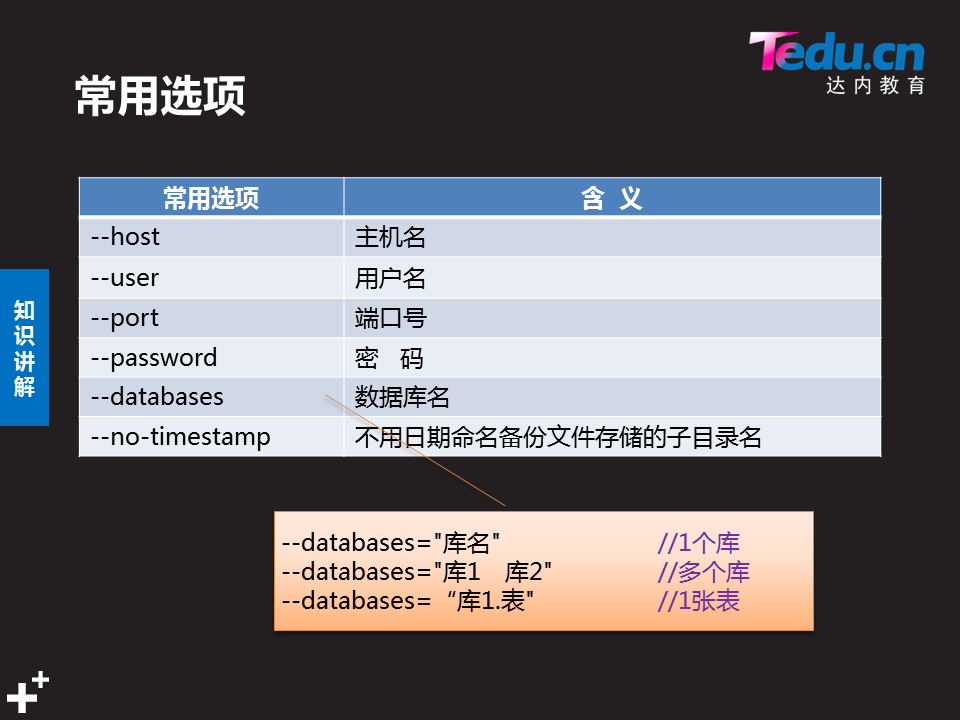 Tedu.cn
达内教育
常用选项
常用选项 含 义
--host 主机名
--user 用户名
--port 端口号
--password 密 码
--databases 数据库名
--no-timestamp 不用日期命名备份文件存储的子目录名
知识讲解
--databases="库名" //1个库
--databases="库1 库2" //多个库
--databases=“库1.表" //1张表